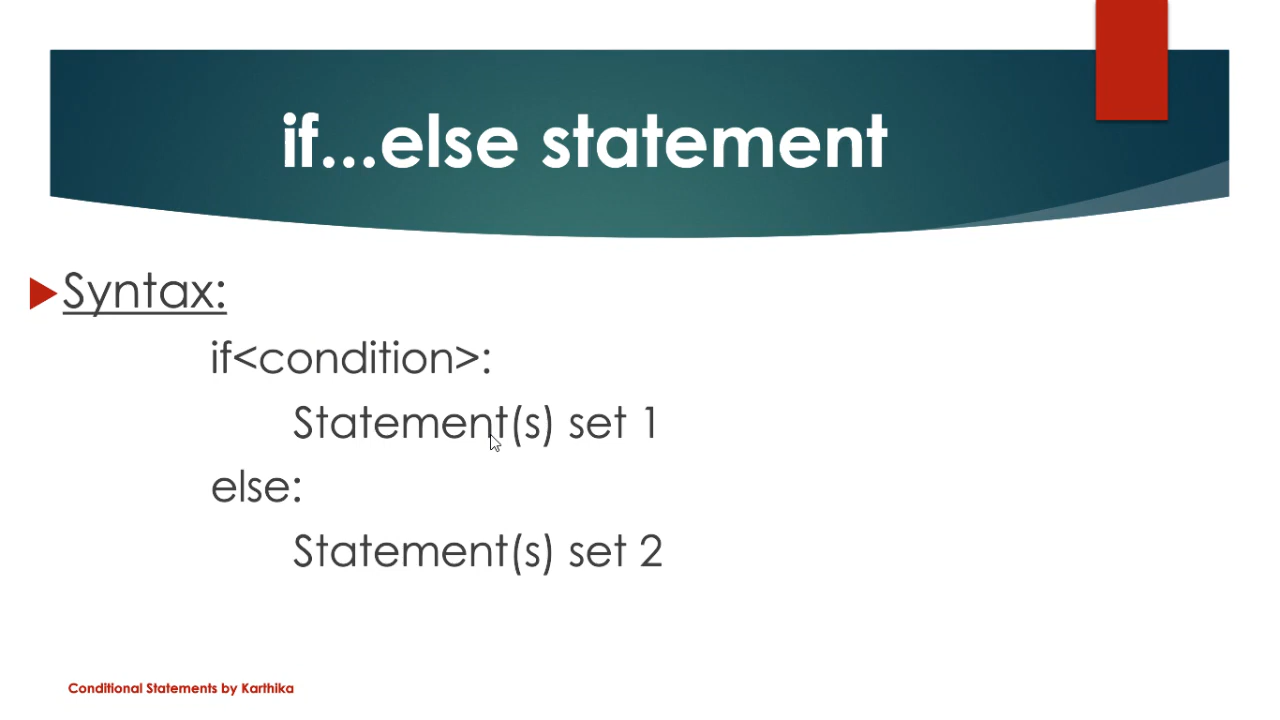 if...else statement
Syntax:
if<condition>:
Statement(s) set 1
else:
Statement(s) set 2
Conditional Statements by Karthika